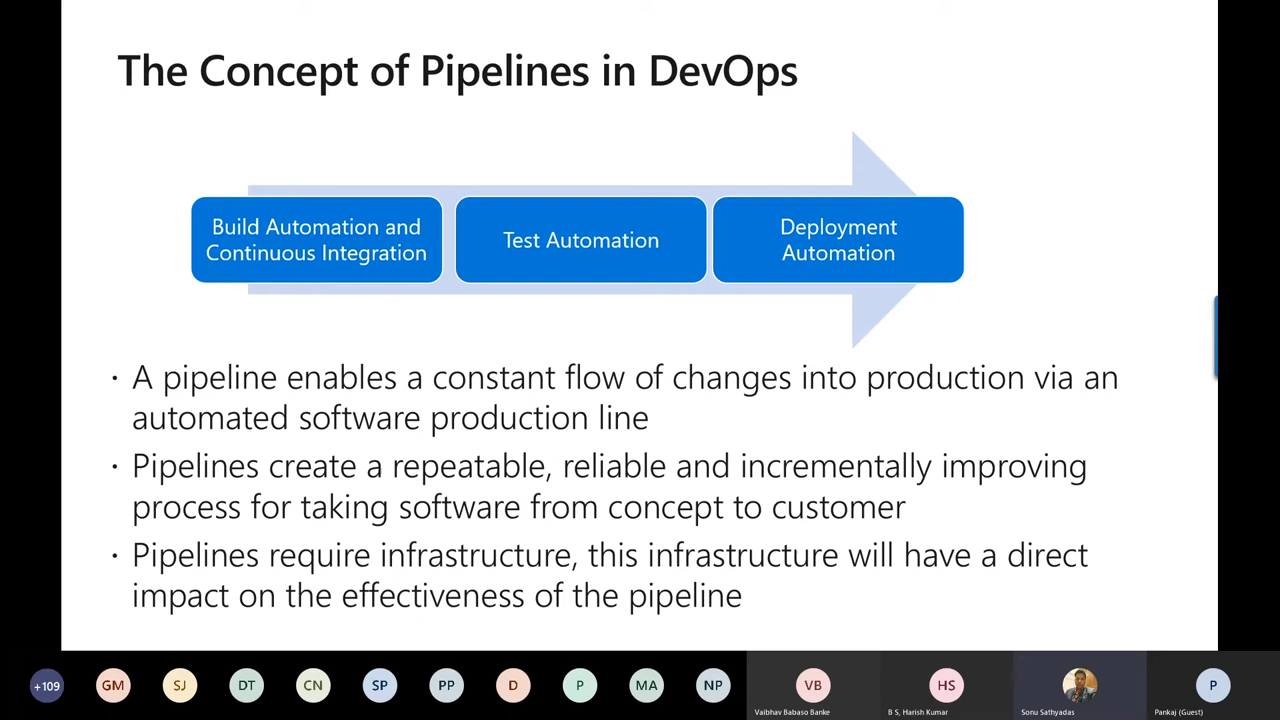 The Concept of Pipelines in DevOps
Build Automation and
Continuous Integration
Test Automation
Deployment
Automation
· A pipeline enables a constant flow of changes into production via an
automated software production line
· Pipelines create a repeatable, reliable and incrementally improving
process for taking software from concept to customer
· Pipelines require infrastructure, this infrastructure will have a direct
impact on the effectiveness of the pipeline
+109
GM
SJ
DT
CN
SP
PP
D
P
MA
NP
VB
HS
P
Vaibhav Babaso Banke
B S, Harish Kumar
Sonu Sathyadas
Pankaj (Guest)